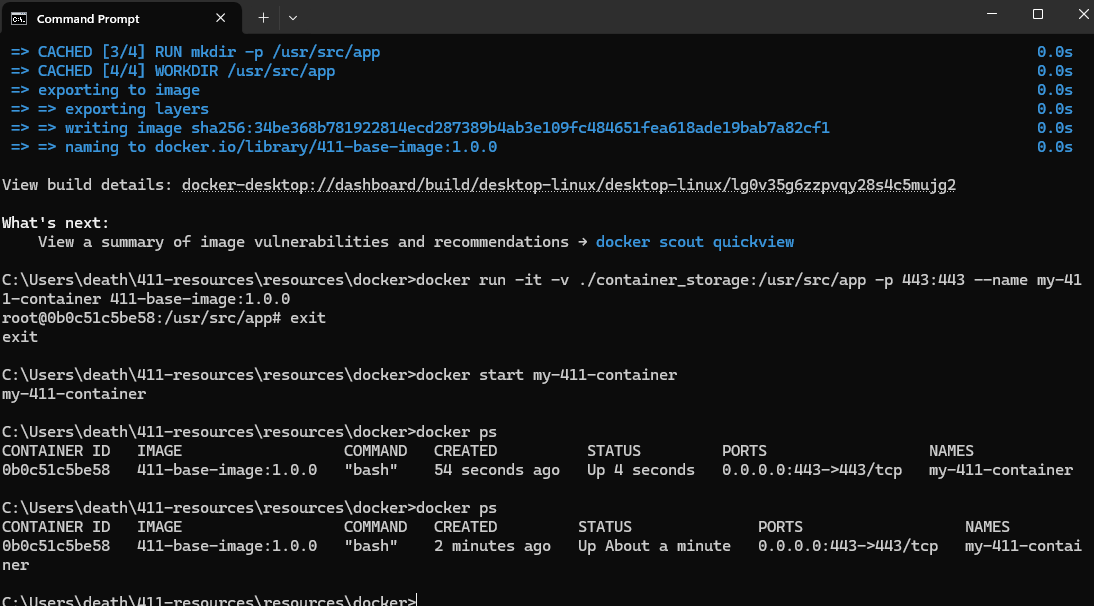 Command Prompt
=> CACHED [3/4] RUN mkdir -p /usr/src/app 0.0s
=> CACHED [4/4] WORKDIR /usr/src/app 0.0s
=> exporting to image 0.0s
=> => exporting layers 0.0s
=> => writing image sha256:34be368b781922814ecd287389b4ab3e109fc484651fea618ade19bab7a82cf1 0.0s
=> => naming to docker.io/library/411-base-image:1.0.0 0.0s
View build details: docker-desktop://dashboard/build/desktop-linux/desktop-linux/lg0v35g6zzpvqy28s4c5mujg2
What's next:
View a summary of image vulnerabilities and recommendations → docker scout quickview
C:\Users\death\411-resources\resources\docker>docker run -it -v ./container_storage:/usr/src/app -p 443:443 --name my-41
1-container 411-base-image:1.0.0
root@0b0c51c5be58:/usr/src/app# exit
exit
C:\Users\death\411-resources\resources\docker>docker start my-411-container
my-411-container
C:\Users\death\411-resources\resources\docker>docker ps
CONTAINER ID IMAGE COMMAND CREATED STATUS PORTS NAMES
0b0c51c5be58 411-base-image:1.0.0 "bash" 54 seconds ago Up 4 seconds 0.0.0.0:443->443/tcp my-411-container
C:\Users\death\411-resources\resources\docker>docker ps
CONTAINER ID IMAGE COMMAND CREATED STATUS PORTS NAMES
0b0c51c5be58 411-base-image:1.0.0 "bash" 2 minutes ago Up About a minute 0.0.0.0:443->443/tcp my-411-contai
ner
C:\Users\death\411-resources\resources\docker>